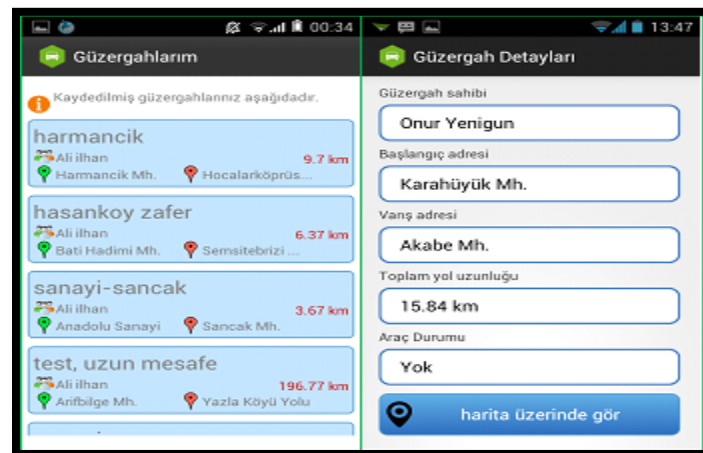 00:34
Güzergahlarım
Kaydedilmiş güzergahlarınız aşağıdadır.
harmancik
Ali ilhan
9.7 km
Harmancik Mh.
Hocalarköprüs...
hasankoy zafer
Ali ilhan
6.37 km
Bati Hadimi Mh.
Semsitebrizi ...
sanayi-sancak
Ali ilhan
3.67 km
Anadolu Sanayi
Sancak Mh.
test, uzun mesafe
Ali ilhan
196.77 km
Arifbilge Mh.
Yazla Köyü Yolu
13:47
Güzergah Detayları
Güzergah sahibi
Onur Yenigun
Başlangıç adresi
Karahüyük Mh.
Varış adresi
Akabe Mh.
Toplam yol uzunluğu
15.84 km
Araç Durumu
Yok
harita üzerinde gör